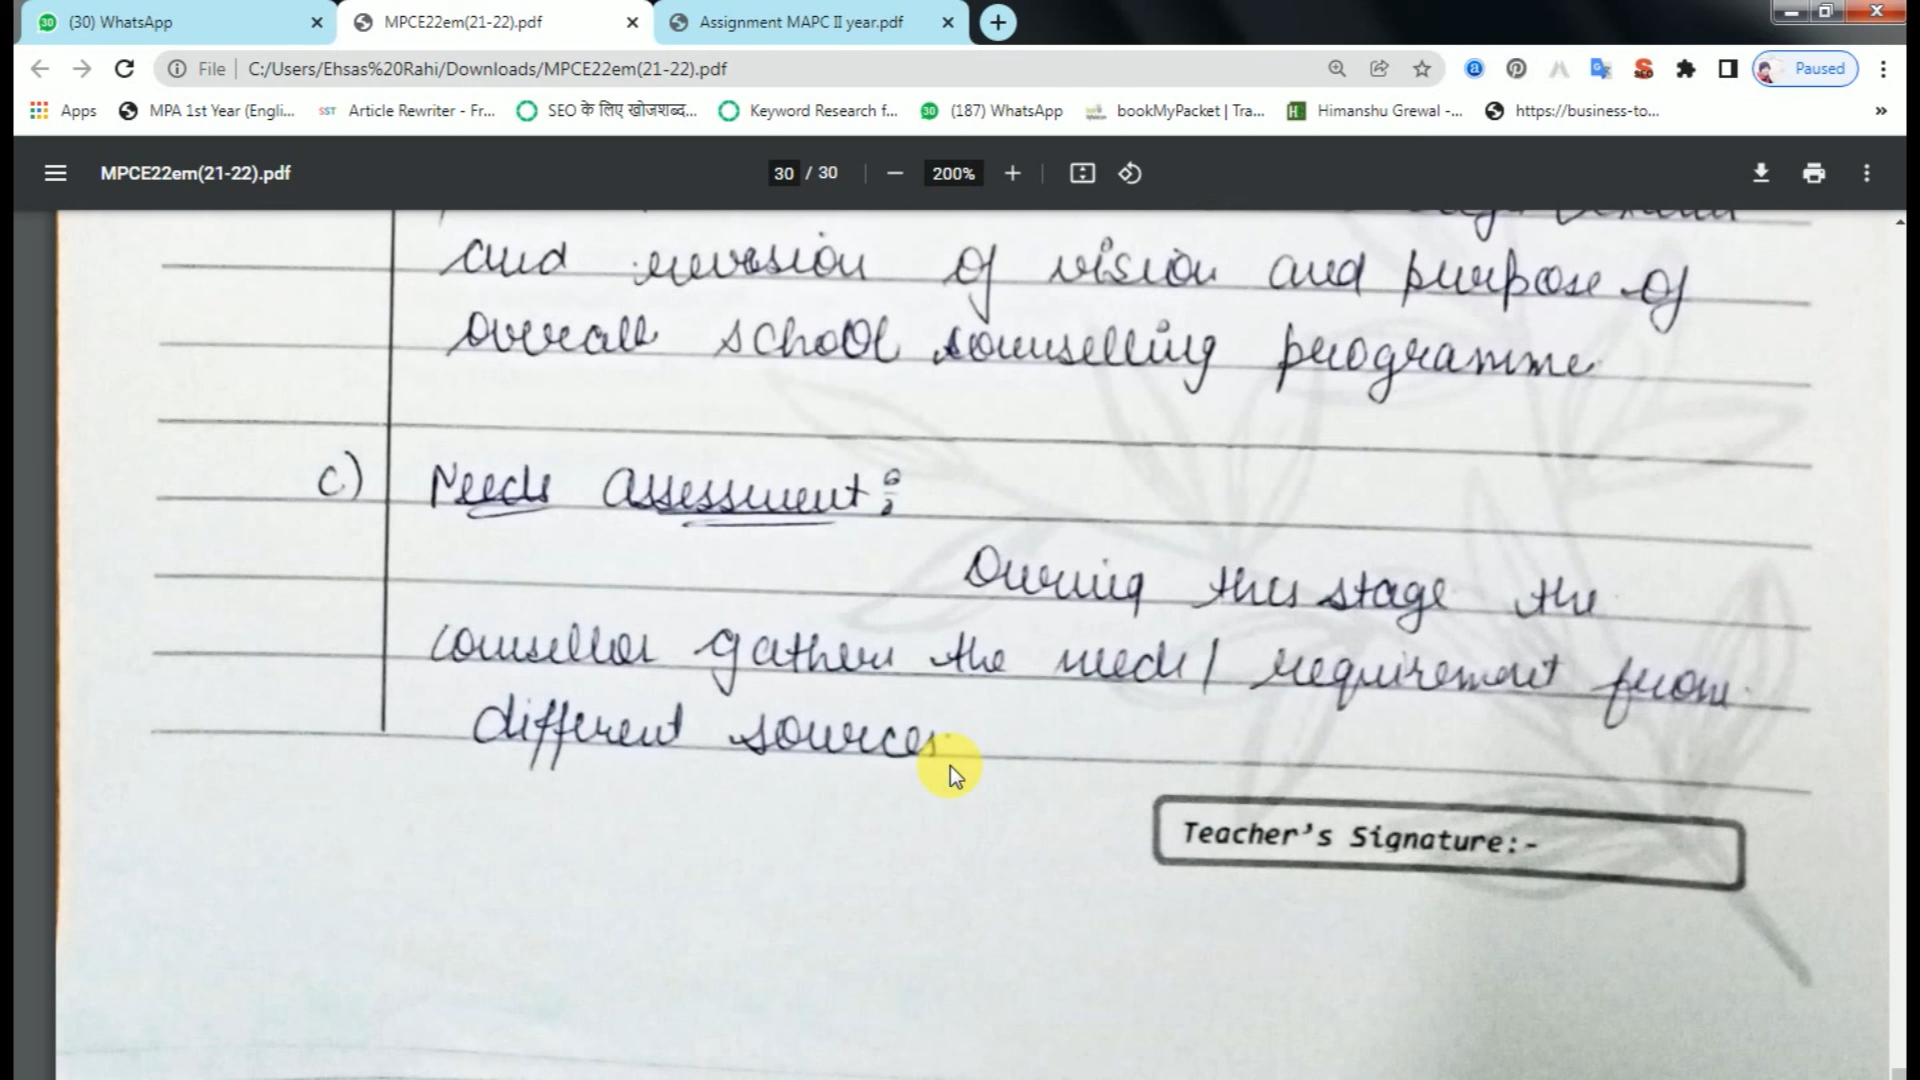 (30) WhatsApp
MPCE22em(21-22).pdf
Assignment MAPC II year.pdf
File
C:/Users/Ehsas%20Rahi/Downloads/MPCE22em(21-22).pdf
Paused
Apps
MPA 1st Year (Engli...
SST Article Rewriter - Fr...
SEO के लिए खोजशब्द...
Keyword Research f...
(187) WhatsApp
bookMyPacket | Tra...
Himanshu Grewal -...
https://business-to...
»
MPCE22em(21-22).pdf
30 / 30
200%
and revision of vision and purpose of
overall school counselling programme
c) Needs Assessment:
During this stage the
counsellor gathers the need/ requirement from
different sources
Teacher's Signature:-